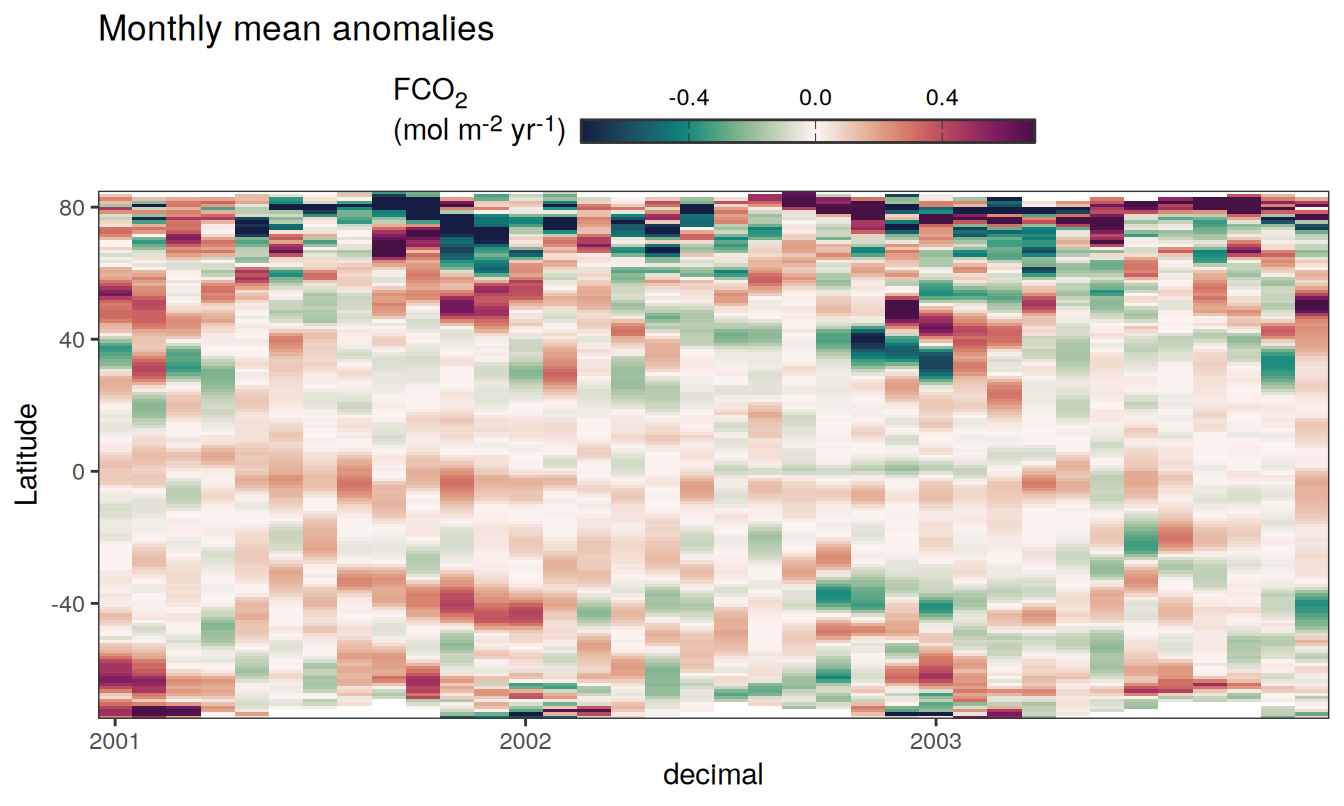 Monthly mean anomalies
FCO₂
(mol m⁻² yr⁻¹)
-0.4 0.0 0.4
80
40
0
-40
Latitude
2001 2002 2003
decimal